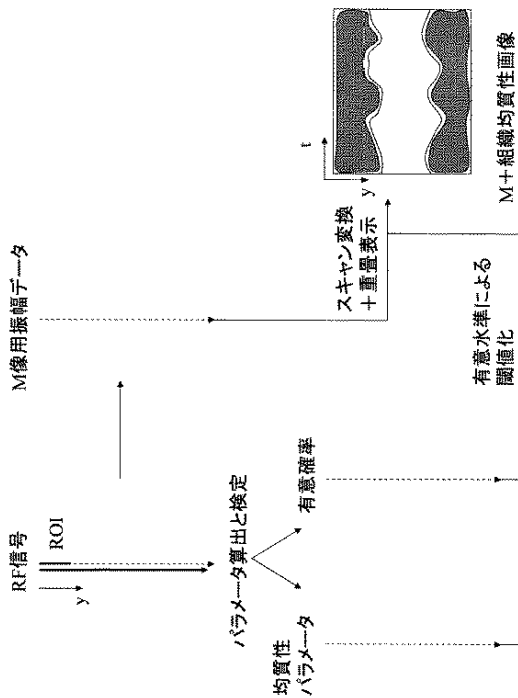 RF信号
ROI
y
M像用振幅データ
パラメータ算出と検定
均質性
パラメータ
有意確率
有意水準による
閾値化
スキャン変換
+重畳表示
t
y
M+組織均質性画像